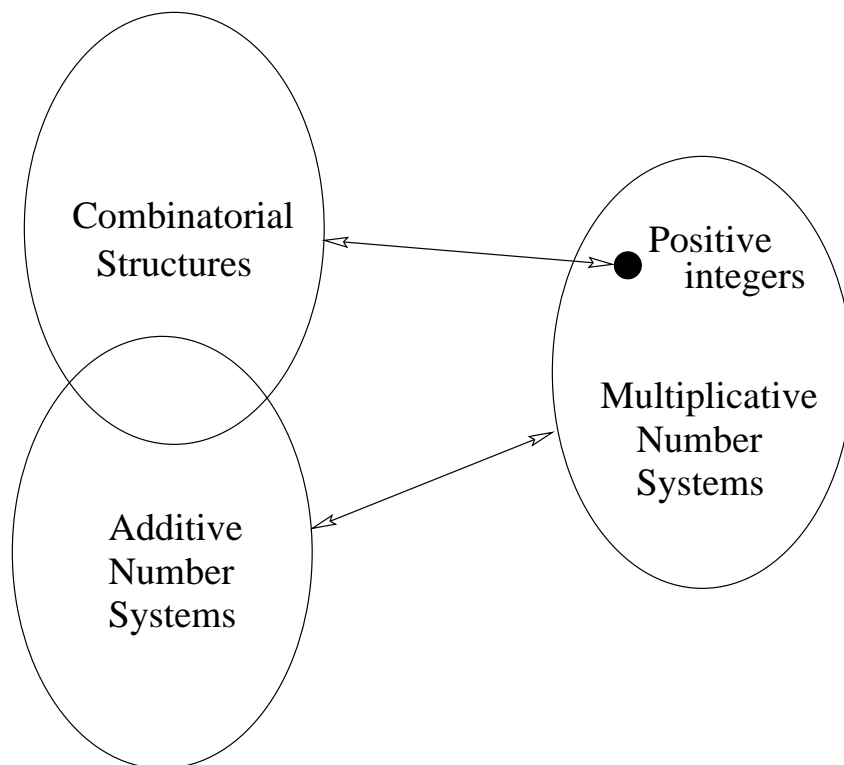 Combinatorial
Structures
Positive
integers
Multiplicative
Number
Systems
Additive
Number
Systems